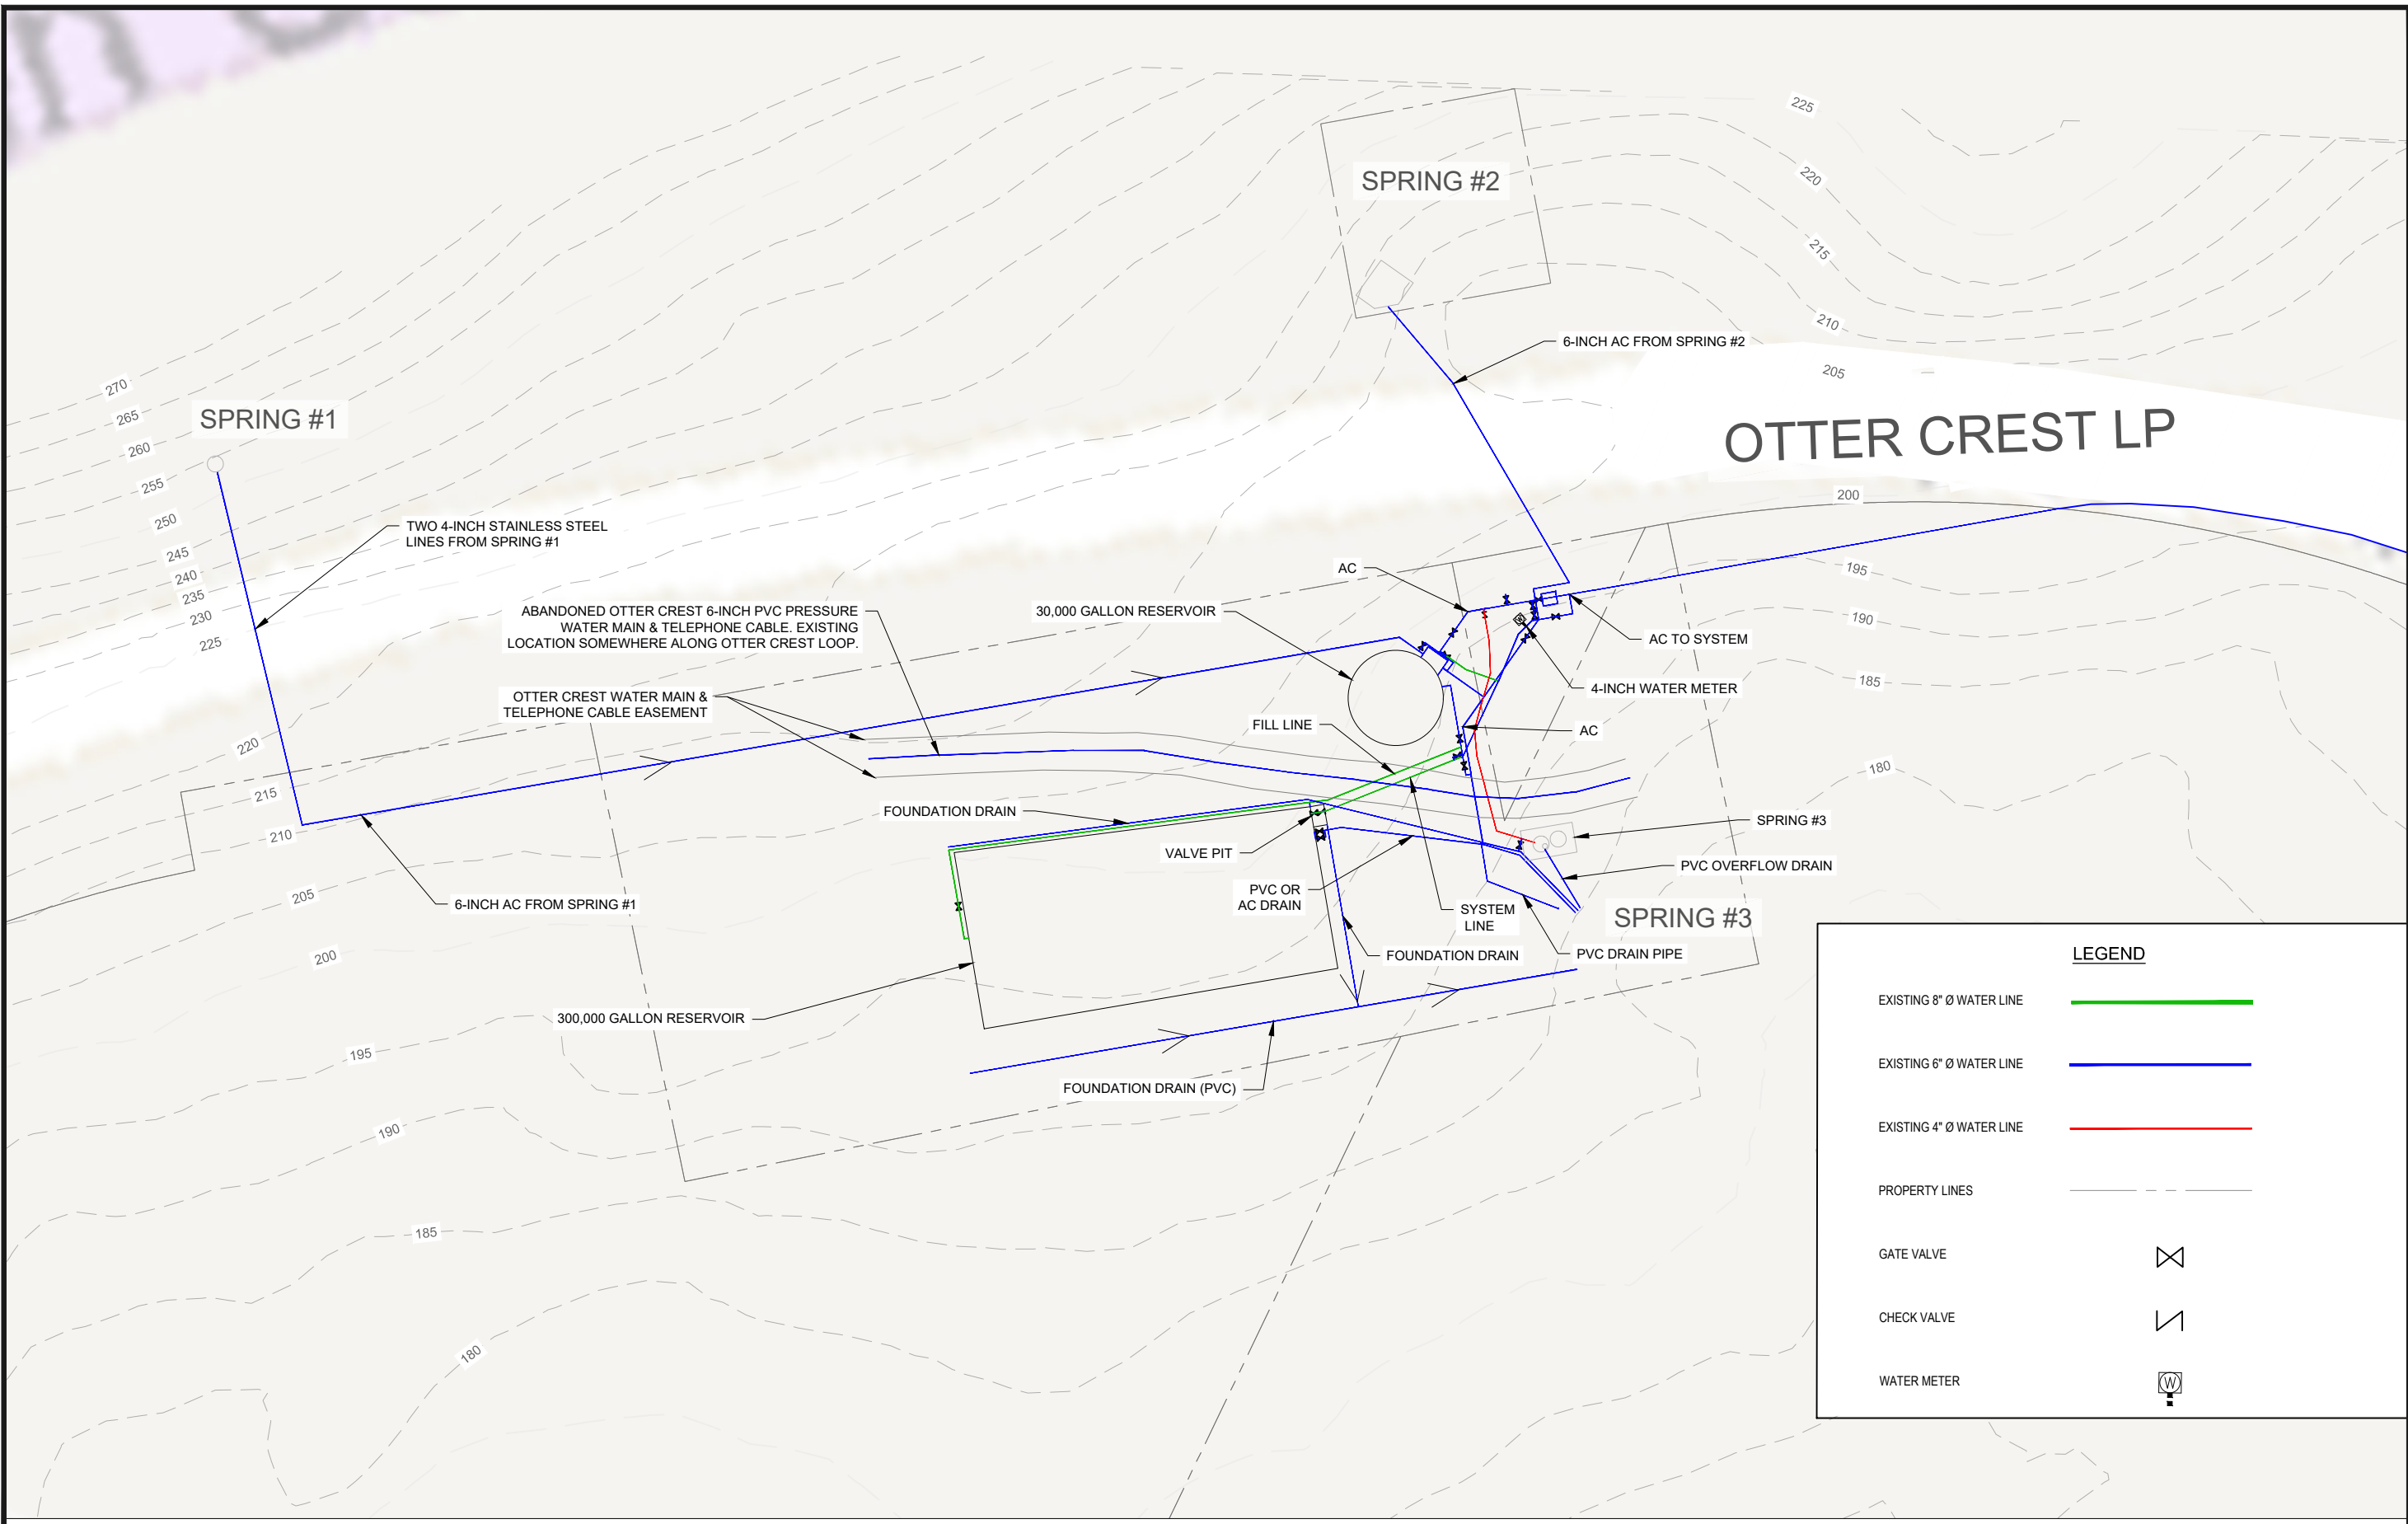 225
SPRING #2
220
215
210
6-INCH AC FROM SPRING #2
205
270
265
SPRING #1
OTTER CREST LP
260
255
200
250
TWO 4-INCH STAINLESS STEEL
LINES FROM SPRING #1
245
240
235
230
225
AC
195
ABANDONED OTTER CREST 6-INCH PVC PRESSURE
WATER MAIN & TELEPHONE CABLE. EXISTING
LOCATION SOMEWHERE ALONG OTTER CREST LOOP.
30,000 GALLON RESERVOIR
190
AC TO SYSTEM
185
4-INCH WATER METER
OTTER CREST WATER MAIN &
TELEPHONE CABLE EASEMENT
FILL LINE
AC
220
180
215
210
FOUNDATION DRAIN
SPRING #3
VALVE PIT
PVC OVERFLOW DRAIN
205
6-INCH AC FROM SPRING #1
PVC OR
AC DRAIN
SYSTEM
LINE
SPRING #3
200
FOUNDATION DRAIN
PVC DRAIN PIPE
300,000 GALLON RESERVOIR
195
FOUNDATION DRAIN (PVC)
190
185
180
LEGEND
EXISTING 8" Ø WATER LINE
EXISTING 6" Ø WATER LINE
EXISTING 4" Ø WATER LINE
PROPERTY LINES
GATE VALVE
CHECK VALVE
WATER METER
W